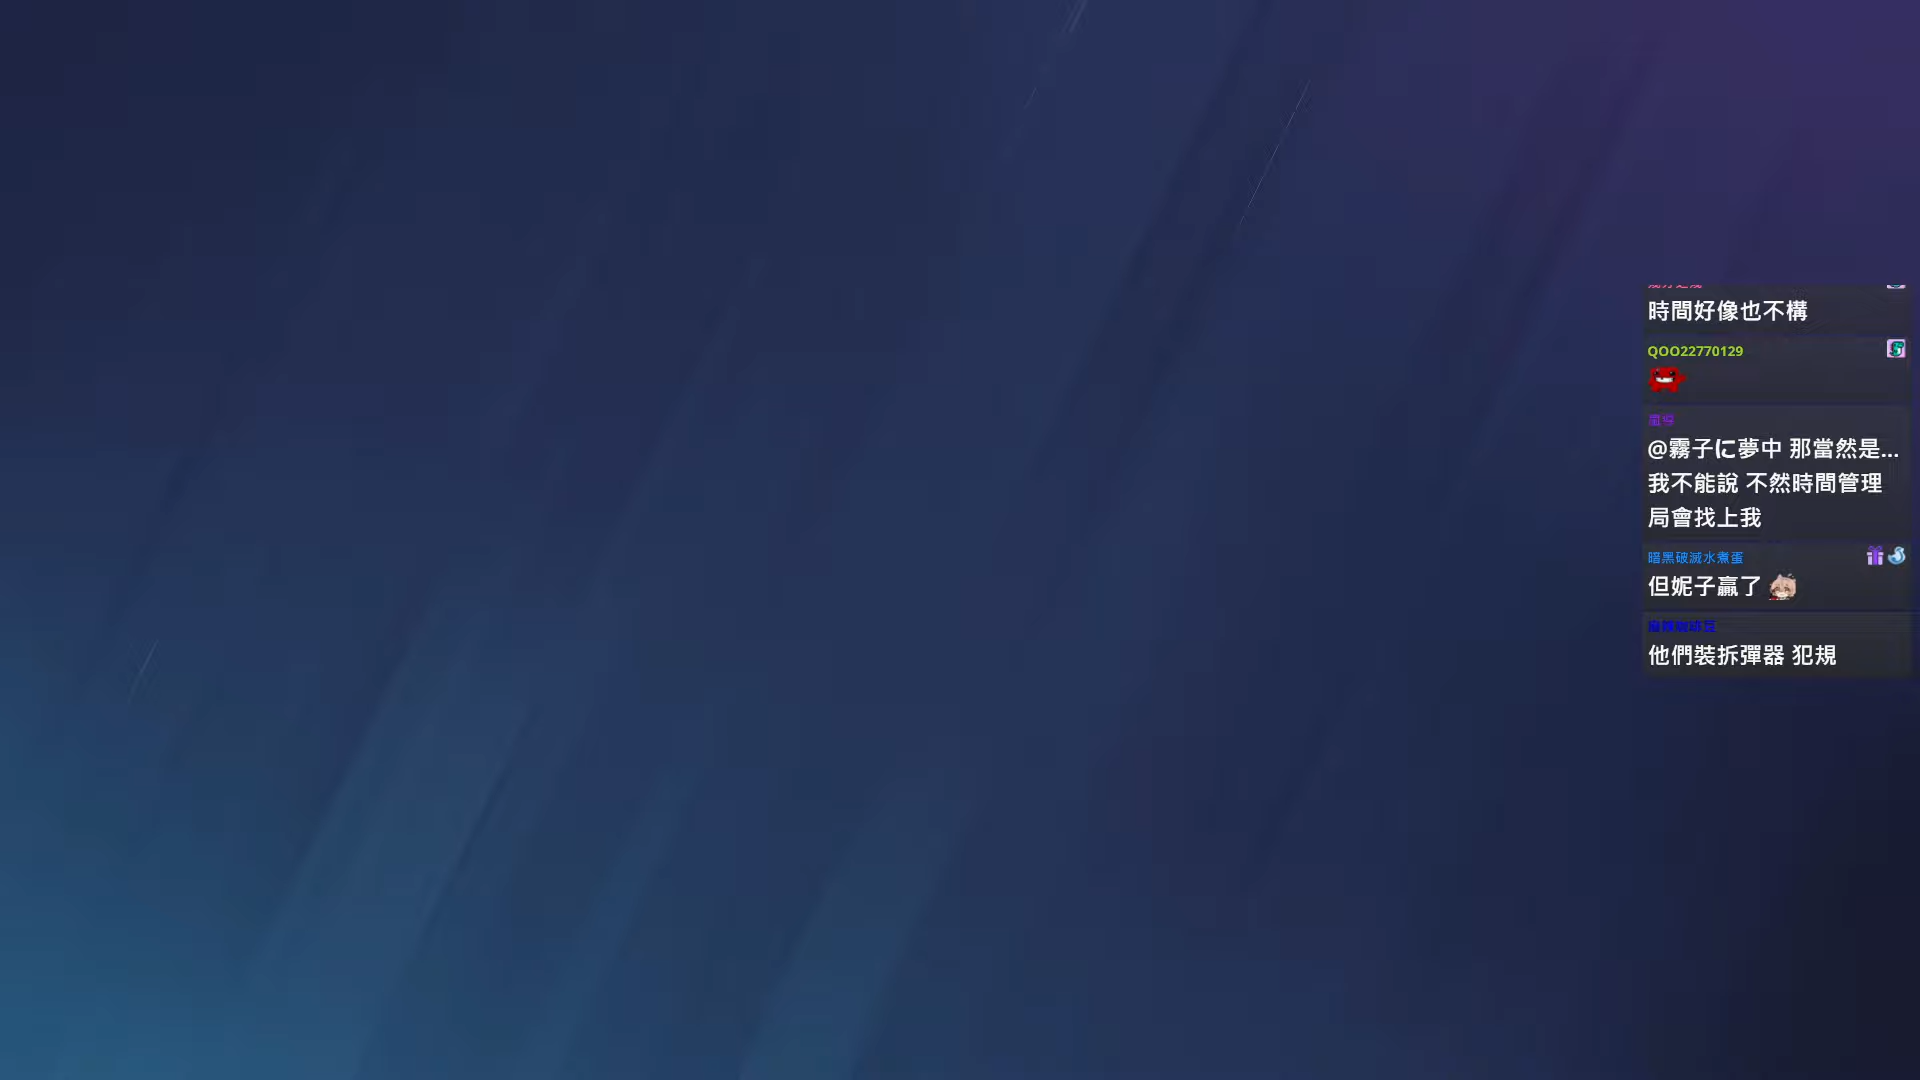 時間好像也不構
QOO22770129
@霧子に夢中 那當然是...
我不能說 不然時間管理
局會找上我
暗黑破滅水煮蛋
但妮子贏了
他們裝拆彈器 犯規